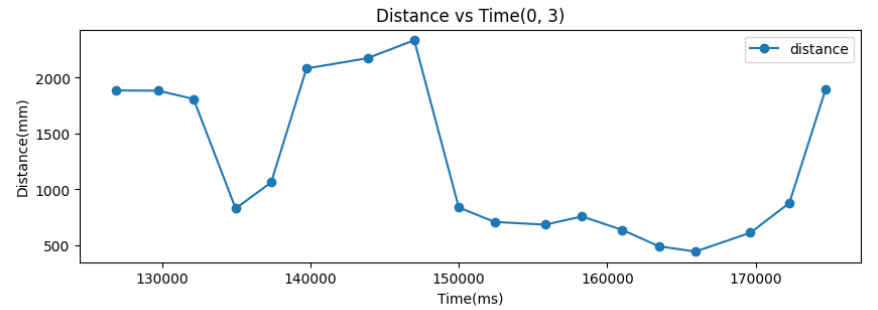 Distance vs Time(0, 3)
distance
Distance(mm)
2000
1500
1000
500
130000 140000 150000 160000 170000
Time(ms)